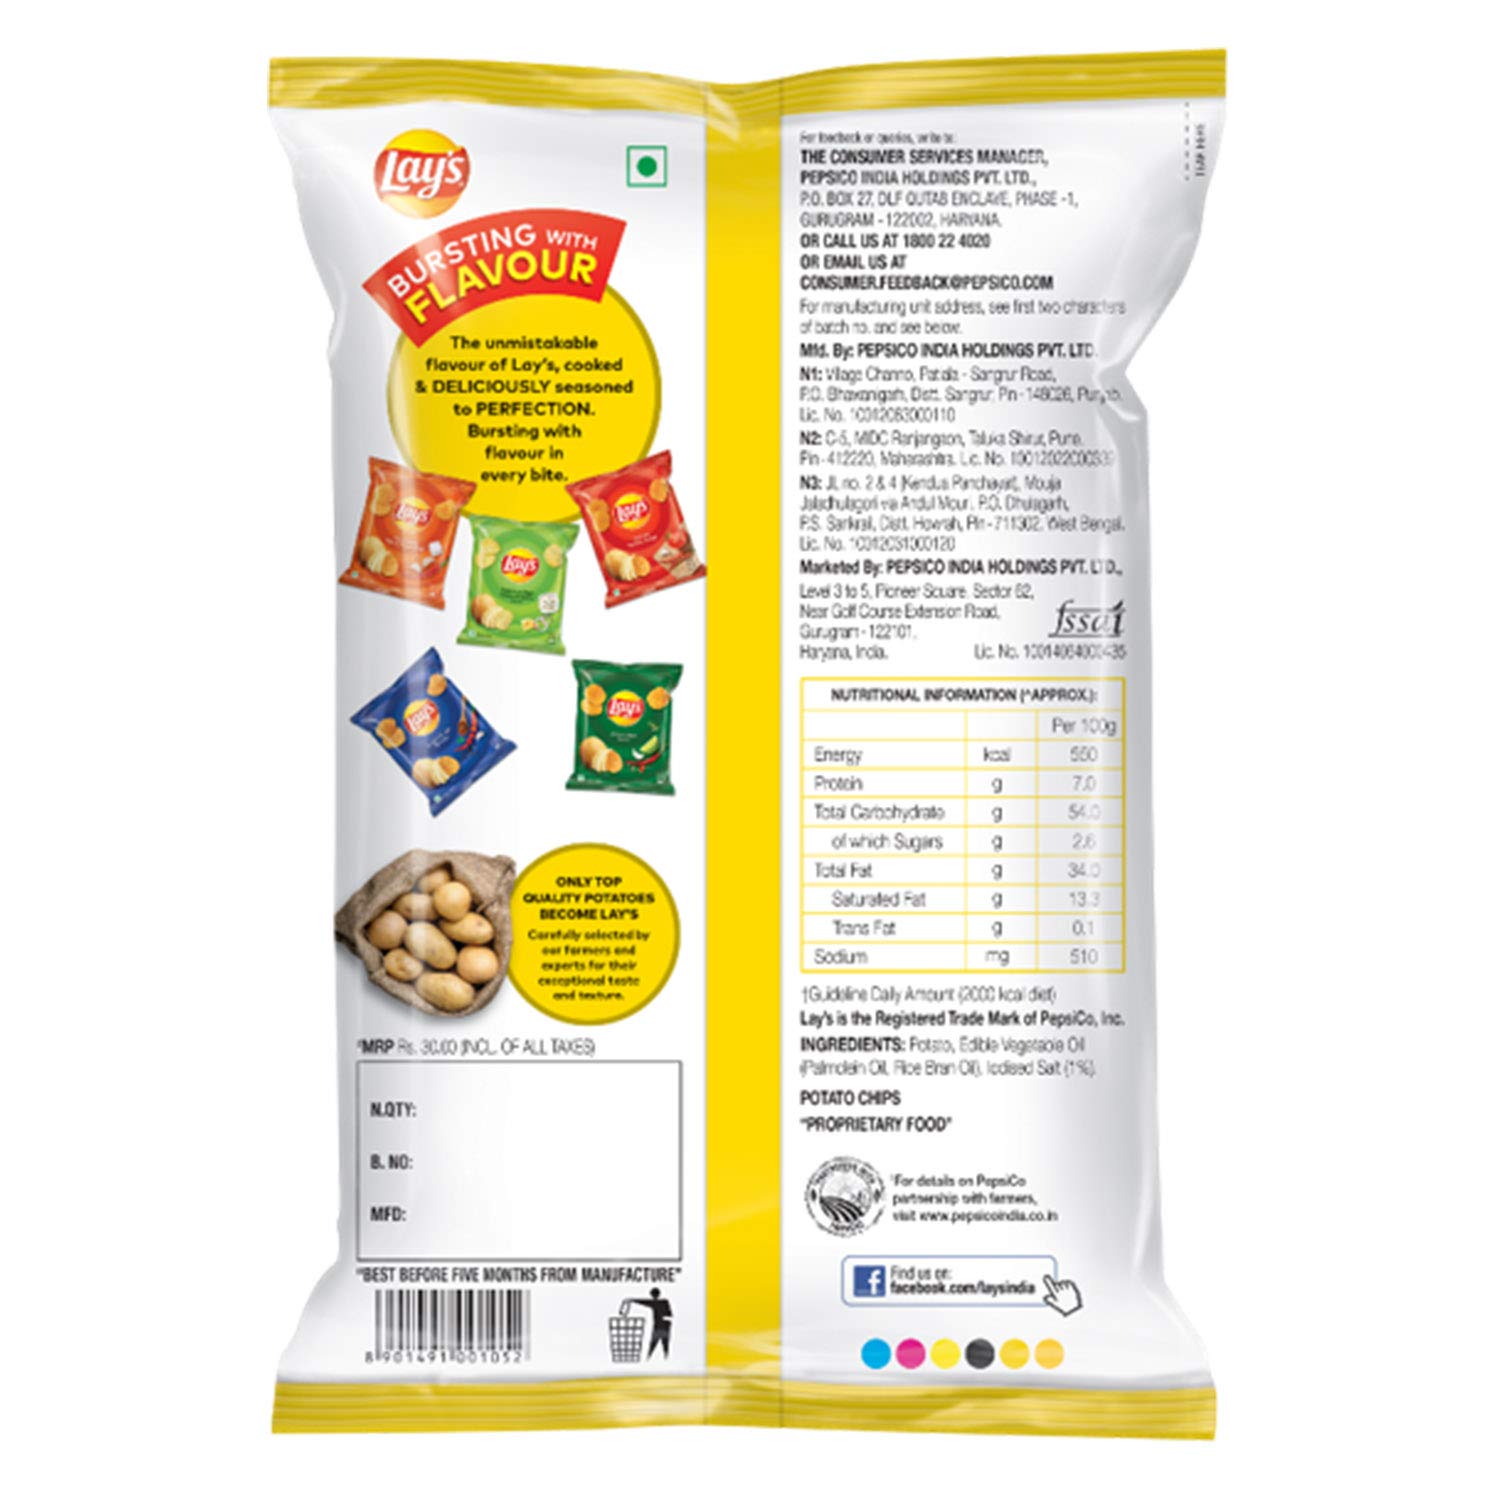 Lay's
BURSTING WITH
FLAVOUR
The unmistakable
flavour of Lay's, cooked
& DELICIOUSLY seasoned
to PERFECTION.
Bursting with
flavour in
every bite.
Lay's
Lay's
Lay's
Lay's
Lay's
ONLY TOP
QUALITY POTATOES
BECOME LAY'S
Carefully selected by
our farmers and
experts for their
exceptional taste
and texture.
*MRP Rs. 30.00 (INCL. OF ALL TAXES)
N.QTY:
B. NO:
MFD:
"BEST BEFORE FIVE MONTHS FROM MANUFACTURE"
8 901491 001052
TEAR HERE
For feedback or queries, write to:
THE CONSUMER SERVICES MANAGER,
PEPSICO INDIA HOLDINGS PVT. LTD.,
P.O. BOX 27, DLF QUTAB ENCLAVE, PHASE -1,
GURUGRAM - 122002, HARYANA.
OR CALL US AT 1800 22 4020
OR EMAIL US AT
CONSUMER.FEEDBACK@PEPSICO.COM
For manufacturing unit address, see first two characters
of batch no. and see below.
Mfd. By: PEPSICO INDIA HOLDINGS PVT. LTD.
N1: Village Channo, Patiala - Sangrur Road,
P.O. Bhawanigarh, Distt. Sangrur, Pin - 148026, Punjab.
Lic. No. 10012063000110
N2: C-5, MIDC Ranjangaon, Taluka Shirur, Pune,
Pin - 412220, Maharashtra. Lic. No. 10012022000339
N3: JL no. 2 & 4 (Kendua Panchayat), Mouja
Jaladhulagori via Andul Mouri, P.O. Dhulagarh,
P.S. Sankrail, Distt. Howrah, Pin - 711302. West Bengal.
Lic. No. 10012031000120
Marketed By: PEPSICO INDIA HOLDINGS PVT. LTD.,
Level 3 to 5, Pioneer Square, Sector 62,
Near Golf Course Extension Road,
Gurugram - 122101,
Haryana, India.
fssai
Lic. No. 10014064000435
NUTRITIONAL INFORMATION (^APPROX.):
Per 100g
Energy kcal 550
Protein g 7.0
Total Carbohydrate g 54.0
of which Sugars g 2.6
Total Fat g 34.0
Saturated Fat g 13.3
Trans Fat g 0.1
Sodium mg 510
†Guideline Daily Amount (2000 kcal diet)
Lay's is the Registered Trade Mark of PepsiCo, Inc.
INGREDIENTS: Potato, Edible Vegetable Oil
(Palmolein Oil, Rice Bran Oil), Iodised Salt (1%).
POTATO CHIPS
"PROPRIETARY FOOD"
For details on PepsiCo
partnership with farmers,
visit www.pepsicoindia.co.in
Find us on:
facebook.com/laysindia